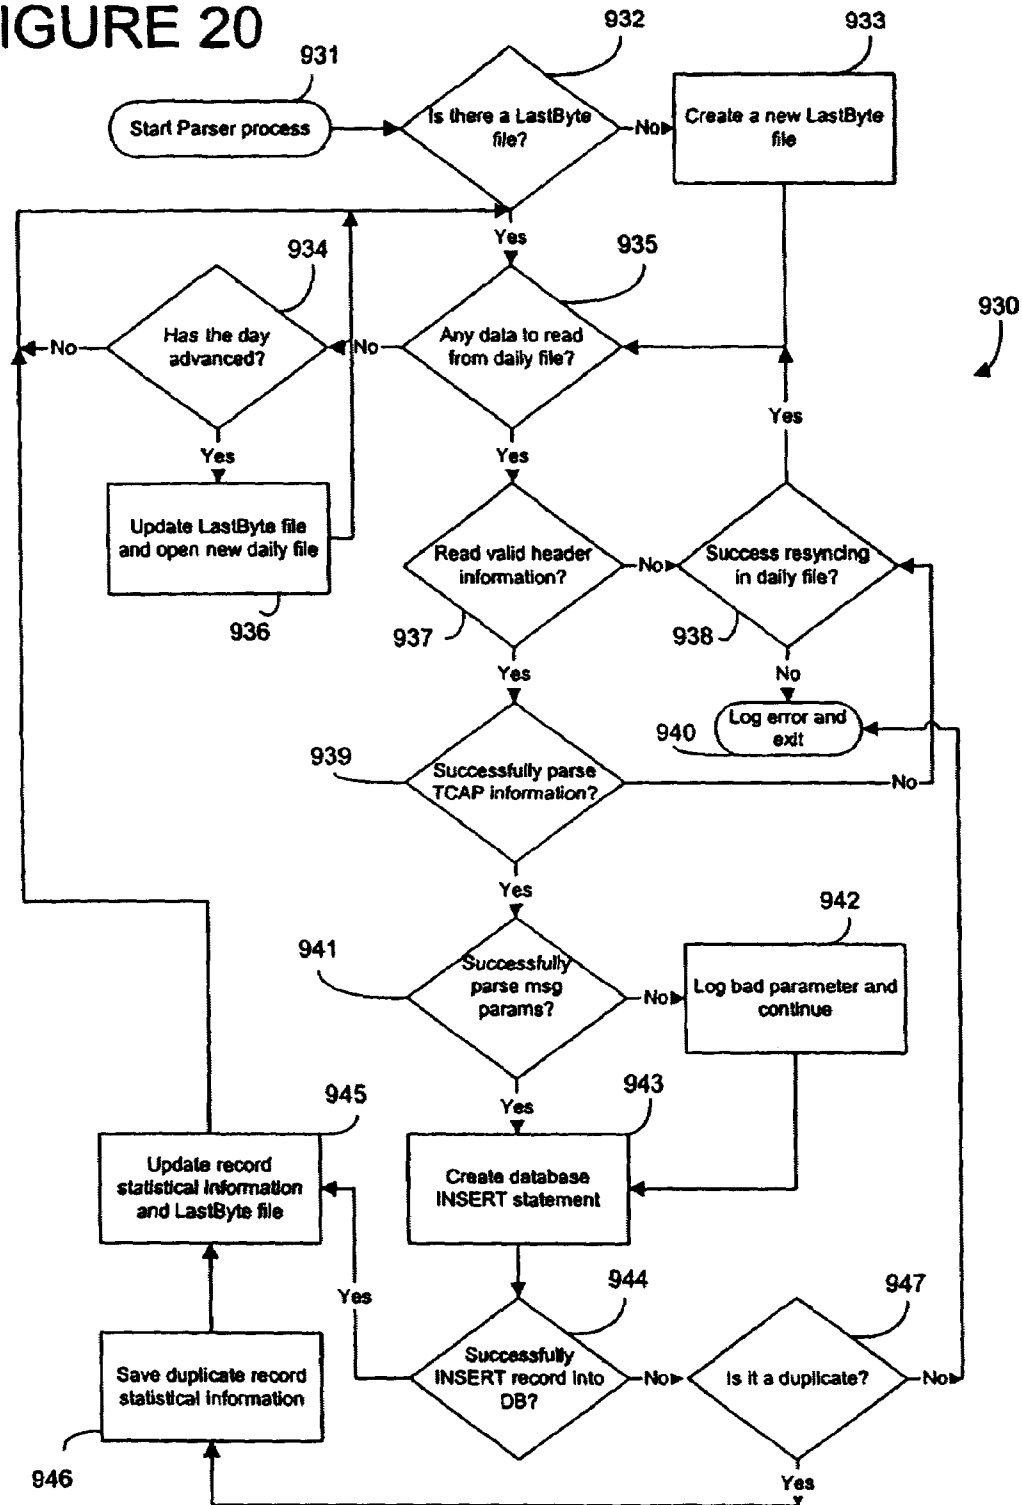 IGURE 20
931
932
933
Start Parser process
Is there a LastByte
file?
No
Create a new LastByte
file
Yes
934
935
930
No
Has the day
advanced?
No
Any data to read
from daily file?
Yes
Yes
Yes
Update LastByte file
and open new daily file
936
Read valid header
information?
937
No
Success resyncing
in daily file?
938
Yes
No
Log error and
exit
940
939
Successfully parse
TCAP information?
No
Yes
941
Successfully
parse msg
params?
No
942
Log bad parameter and
continue
Yes
943
Create database
INSERT statement
945
Update record
statistical information
and LastByte file
Yes
944
Successfully
INSERT record into
DB?
No
947
Is it a duplicate?
No
Save duplicate record
statistical information
946
Yes